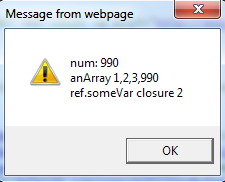 Message from webpage
num: 990
anArray 1,2,3,990
ref.someVar closure 2
OK